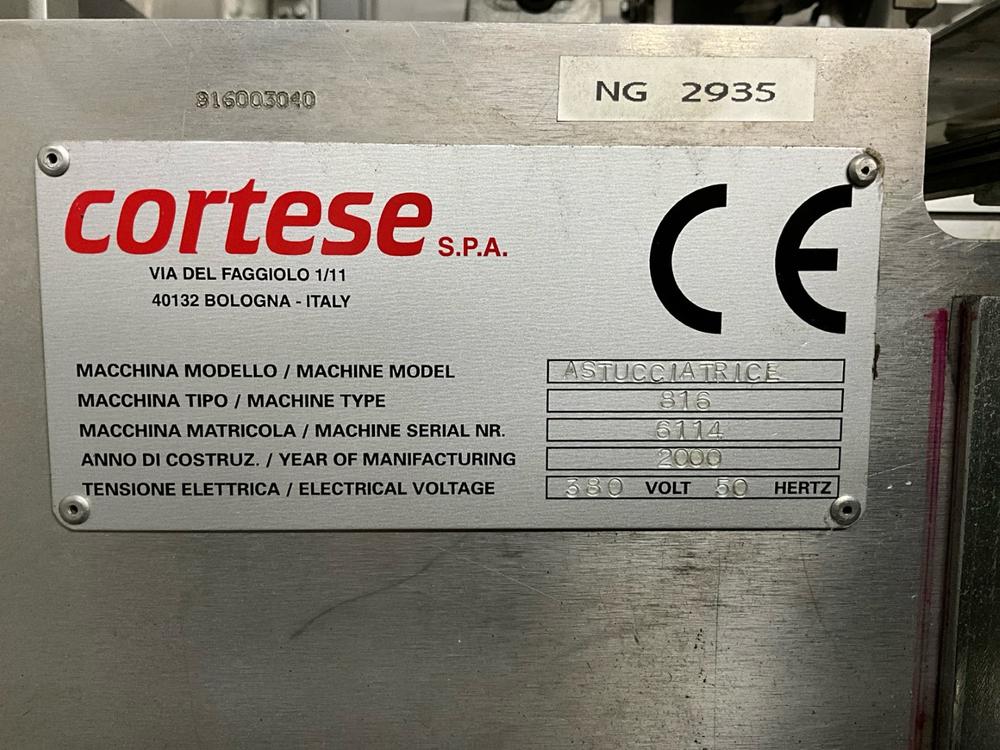 816003040
NG 2935
cortese S.P.A.
VIA DEL FAGGIOLO 1/11
40132 BOLOGNA - ITALY
CE
MACCHINA MODELLO / MACHINE MODEL ASTUCCIATRICE
MACCHINA TIPO / MACHINE TYPE 816
MACCHINA MATRICOLA / MACHINE SERIAL NR. 6114
ANNO DI COSTRUZ. / YEAR OF MANIFACTURING 2000
TENSIONE ELETTRICA / ELECTRICAL VOLTAGE 380 VOLT 50 HERTZ